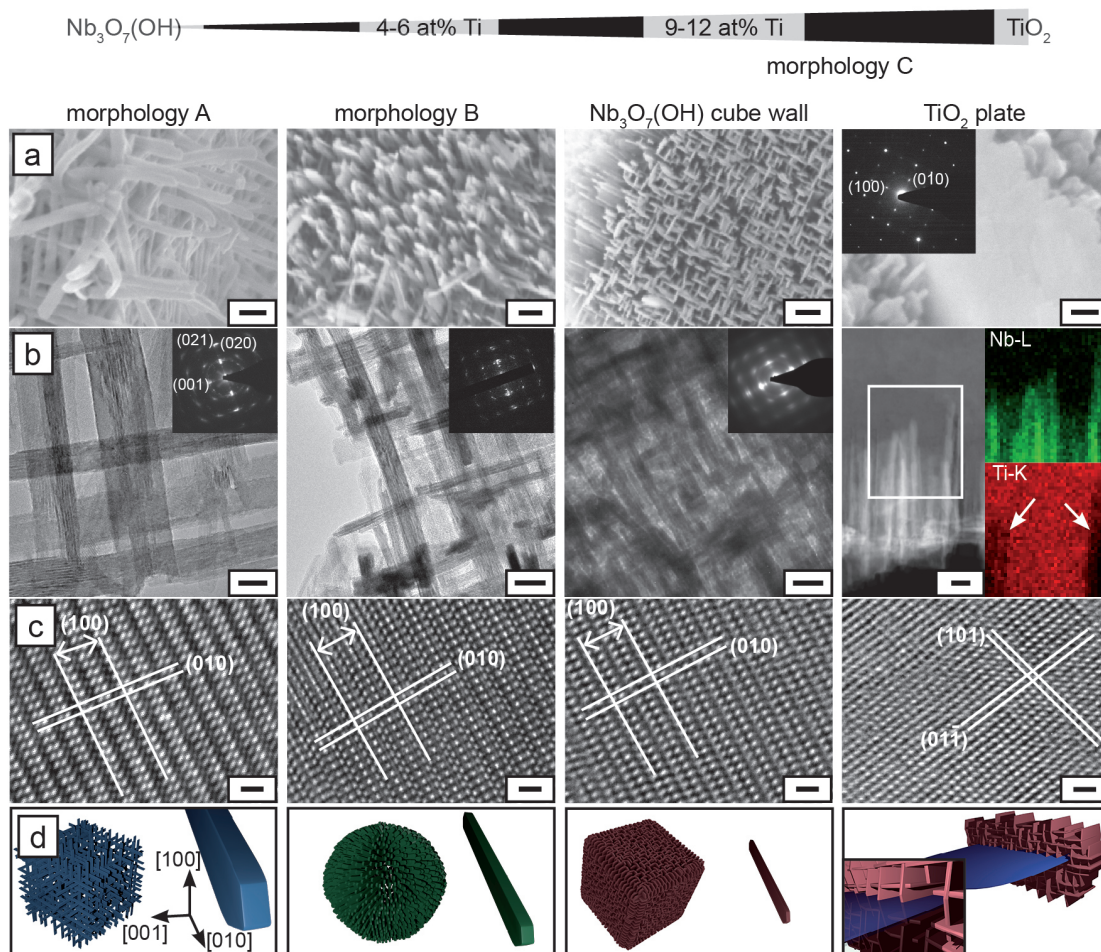 Nb₃O₇(OH) 4-6 at% Ti 9-12 at% Ti TiO₂
morphology C
morphology A morphology B Nb₃O₇(OH) cube wall TiO₂ plate
a
(100) (010)
b
(021) (020)
(001)
Nb-L
Ti-K
c
(100) (010)
(100) (010)
(100) (010)
(101)
(011̄)
d
[100]
[001] [010]